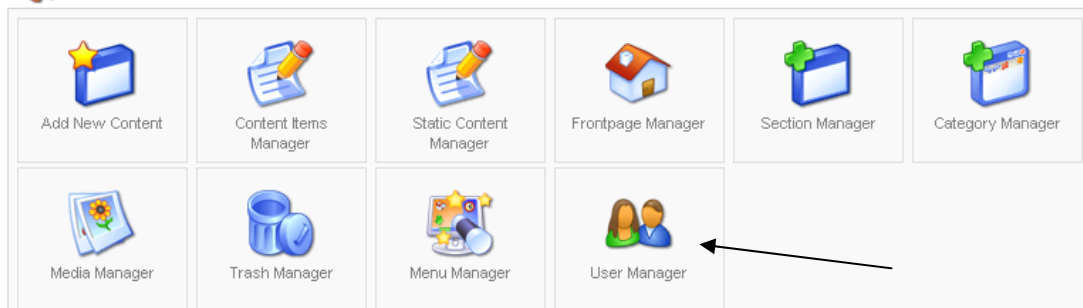 Add New Content
Content Items
Manager
Static Content
Manager
Frontpage Manager
Section Manager
Category Manager
Media Manager
Trash Manager
Menu Manager
User Manager